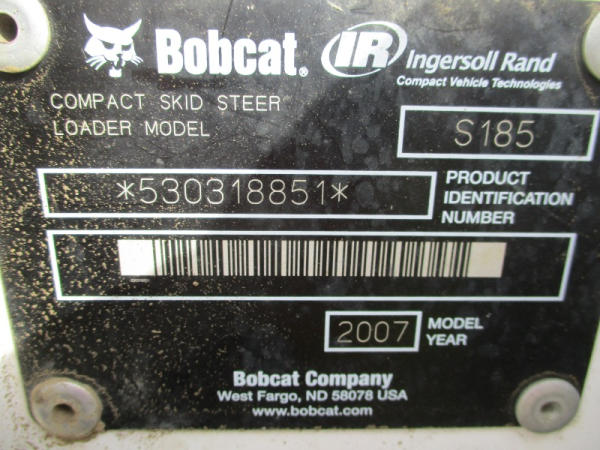 Bobcat. IR Ingersoll Rand
Compact Vehicle Technologies
COMPACT SKID STEER
LOADER MODEL
S185
*530318851*
PRODUCT
IDENTIFICATION
NUMBER
2007
MODEL
YEAR
Bobcat Company
West Fargo, ND 58078 USA
www.bobcat.com